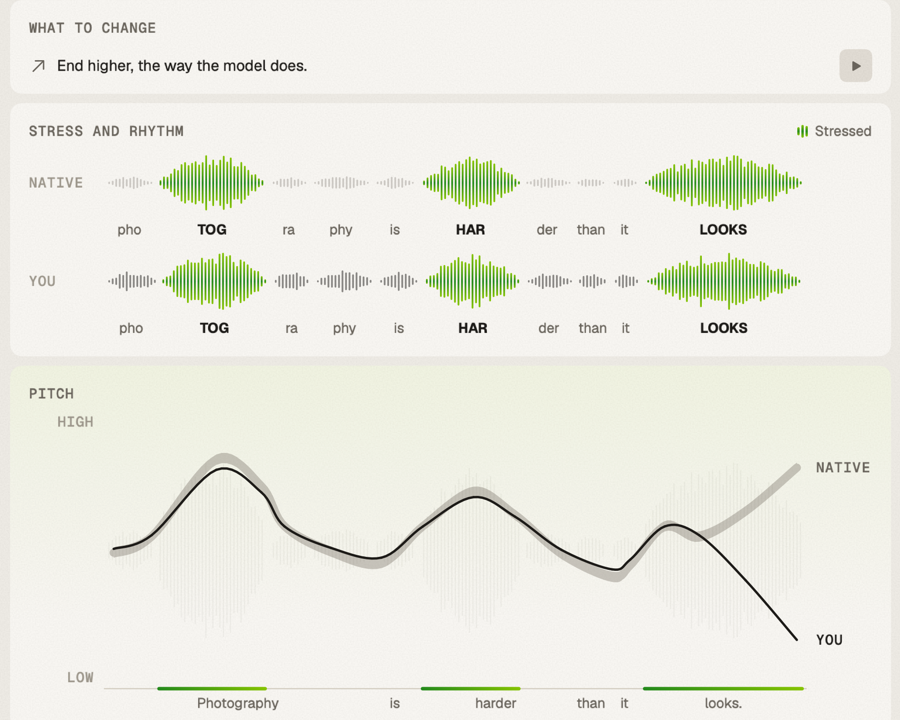 WHAT TO CHANGE
End higher, the way the model does.
STRESS AND RHYTHM
Stressed
NATIVE
pho TOG ra phy is HAR der than it LOOKS
YOU
pho TOG ra phy is HAR der than it LOOKS
PITCH
HIGH
NATIVE
YOU
LOW
Photography is harder than it looks.